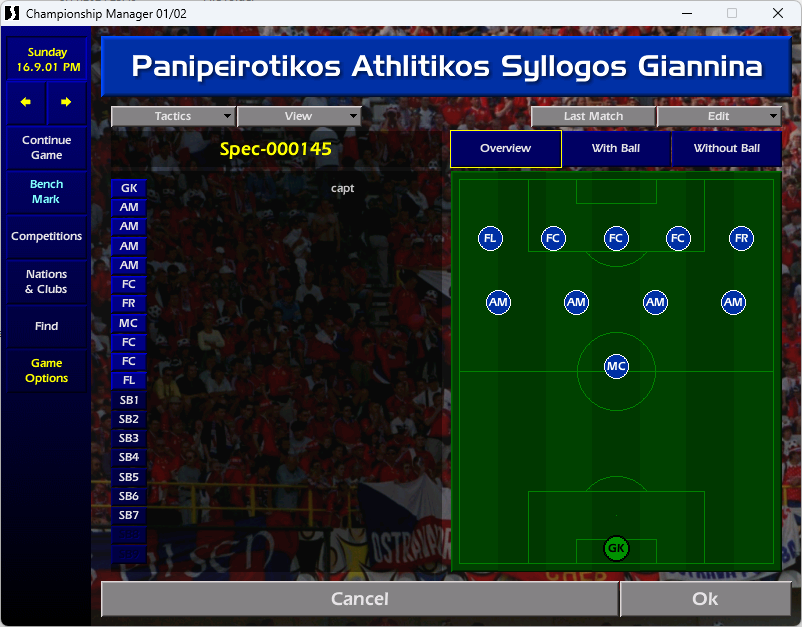 Championship Manager 01/02
Sunday
16.9.01 PM
Panipeirotikos Athlitikos Syllogos Giannina
Continue
Game
Bench
Mark
Competitions
Nations
& Clubs
Find
Game
Options
Tactics
View
Last Match
Edit
Spec-000145
Overview
With Ball
Without Ball
GK capt
AM
AM
AM
AM
FC
FR
MC
FC
FC
FL
SB1
SB2
SB3
SB4
SB5
SB6
SB7
FL FC FC FC FR
AM AM AM AM
MC
GK
OSTRAVA
Cancel
Ok